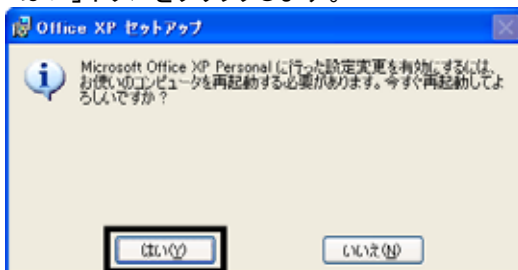 Office XP セットアップ
Microsoft Office XP Personal に行った設定変更を有効にするには、
お使いのコンピュータを再起動する必要があります。今すぐ再起動してよ
ろしいですか?
はい(Y)
いいえ(N)